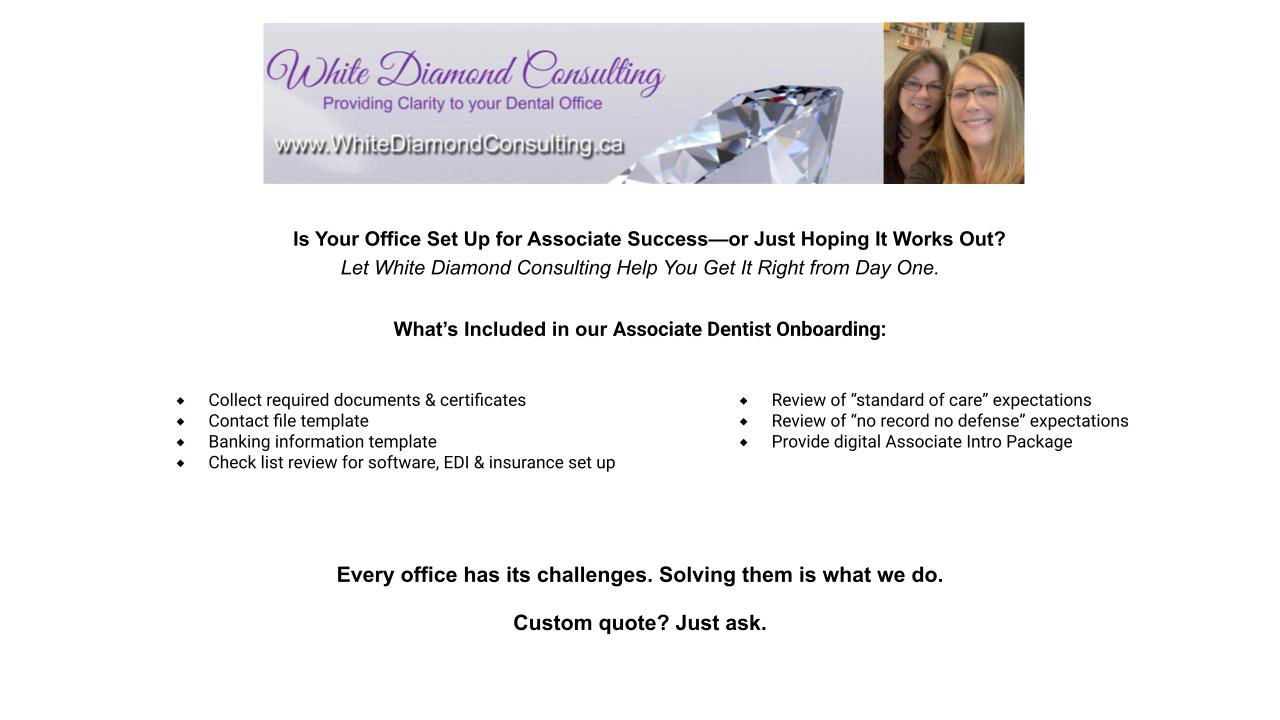 White Diamond Consulting
Providing Clarity to your Dental Office
www.WhiteDiamondConsulting.ca
Is Your Office Set Up for Associate Success—or Just Hoping It Works Out?
Let White Diamond Consulting Help You Get It Right from Day One.
What’s Included in our Associate Dentist Onboarding:
◆ Collect required documents & certificates
◆ Contact file template
◆ Banking information template
◆ Check list review for software, EDI & insurance set up
◆ Review of “standard of care” expectations
◆ Review of “no record no defense” expectations
◆ Provide digital Associate Intro Package
Every office has its challenges. Solving them is what we do.
Custom quote? Just ask.